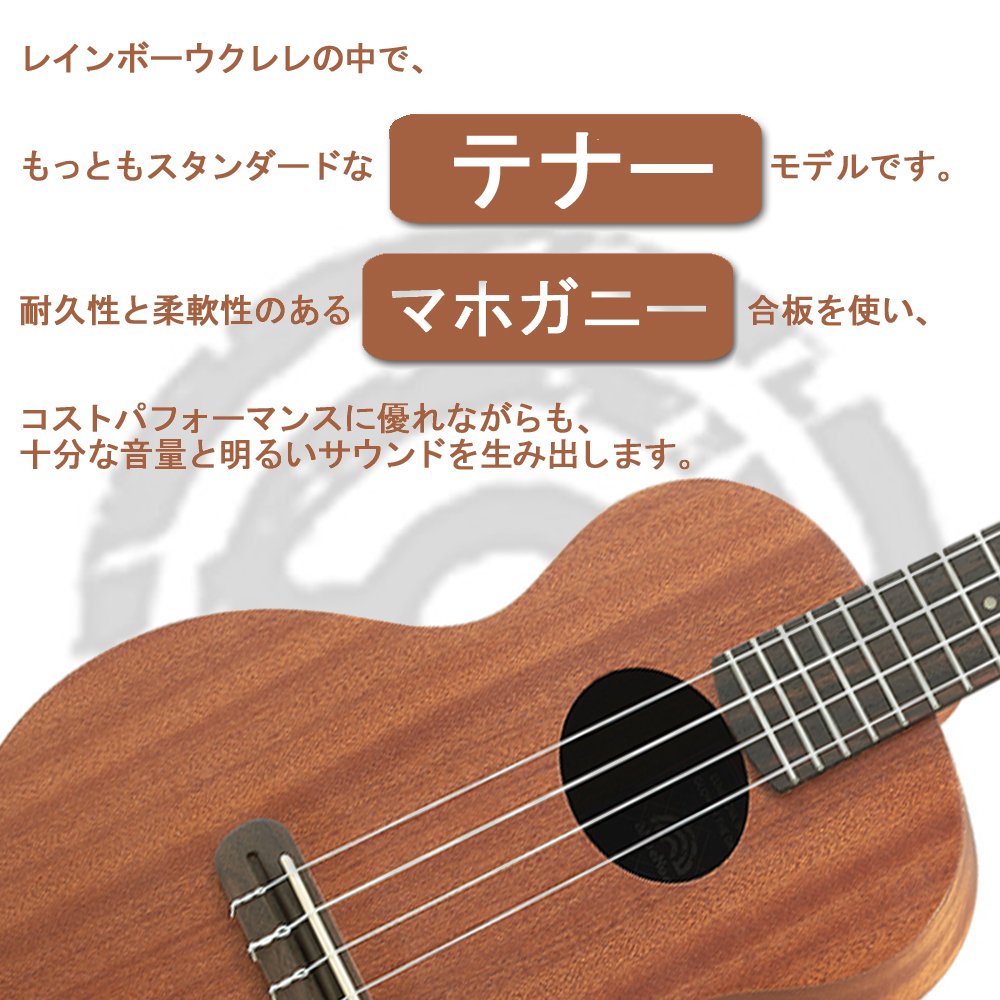 レインボーウクレレの中で、
もっともスタンダードな テナー モデルです。
耐久性と柔軟性のある マホガニー 合板を使い、
コストパフォーマンスに優れながらも、
十分な音量と明るいサウンドを生み出します。